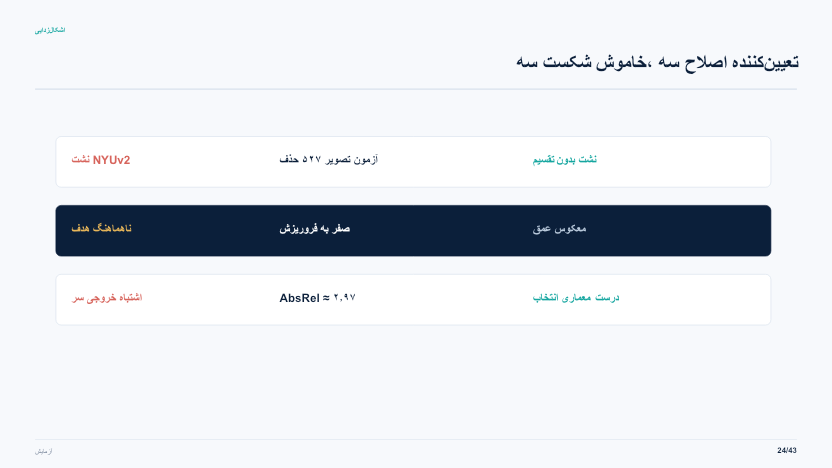 اشکال‌زدایی
تعیین‌کننده اصلاح سه ،خاموش شکست سه
NYUv2 نشت
آزمون تصویر ۵۲۷ حذف
نشت بدون تقسیم
ناهماهنگ هدف
صفر به فروریزش
معکوس عمق
اشتباه خروجی سر
AbsRel ≈ ۲٫۹۷
درست معماری انتخاب
آزمایش
24/43